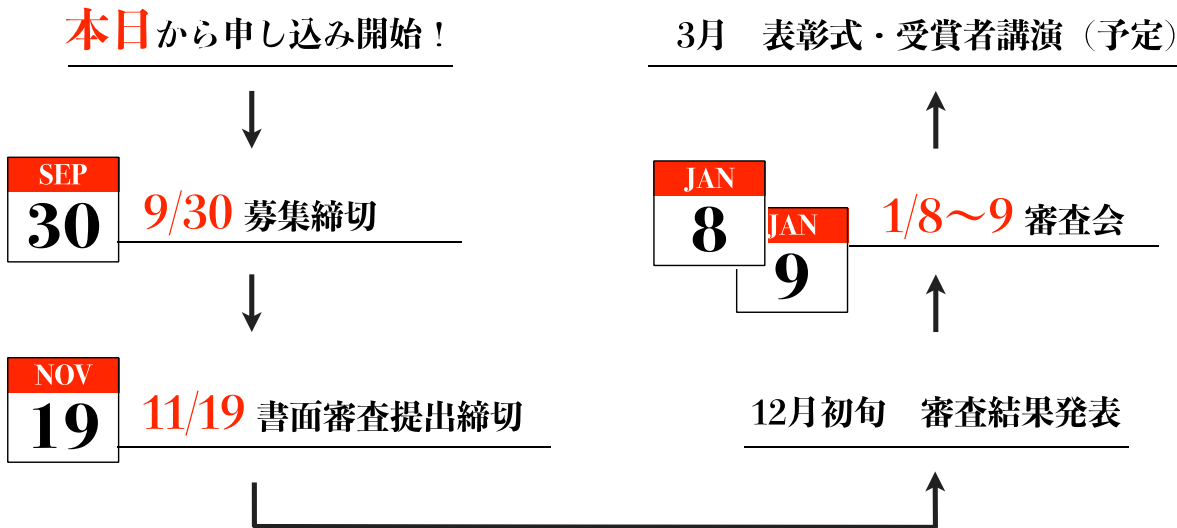 本日から申し込み開始！
SEP
30
9/30 募集締切
NOV
19
11/19 書面審査提出締切
12月初旬　審査結果発表
JAN
8
JAN
9
1/8〜9 審査会
3月　表彰式・受賞者講演（予定）